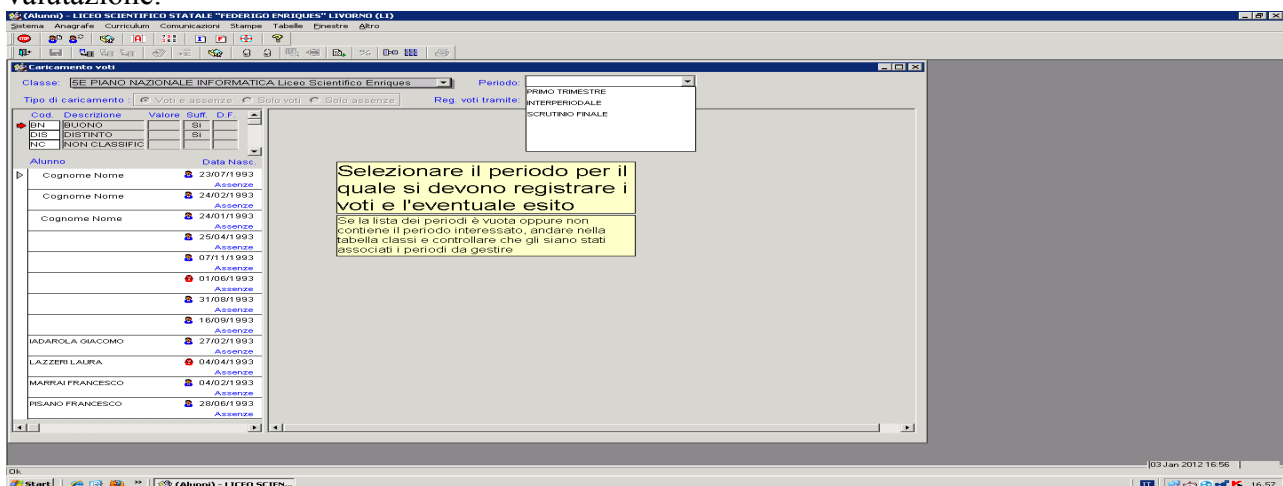 valutazione.
(Alunni) - LICEO SCIENTIFICO STATALE "FEDERIGO ENRIQUES" LIVORNO (LI)
Sistema Anagrafe Curriculum Comunicazioni Stampe Tabelle Finestre Altro
Caricamento voti
Classe: 5E PIANO NAZIONALE INFORMATICA Liceo Scientifico Enriques Periodo:
PRIMO TRIMESTRE
Tipo di caricamento : Voti e assenze Solo voti Solo assenze Reg. voti tramite: INTERPERIODALE
SCRUTINIO FINALE
Cod. Descrizione Valore Suff. D.F.
BN BUONO Si
DIS DISTINTO Si
NC NON CLASSIFIC
Alunno Data Nasc.
Cognome Nome 23/07/1993
Assenze
Cognome Nome 24/02/1993
Assenze
Cognome Nome 24/01/1993
Assenze
25/04/1993
Assenze
07/11/1993
Assenze
01/06/1993
Assenze
31/08/1993
Assenze
16/09/1993
Assenze
IADAROLA GIACOMO 27/02/1993
Assenze
LAZZERI LAURA 04/04/1993
Assenze
MARRAI FRANCESCO 04/02/1993
Assenze
PISANO FRANCESCO 28/06/1993
Assenze
Selezionare il periodo per il
quale si devono registrare i
voti e l'eventuale esito
Se la lista dei periodi è vuota oppure non
contiene il periodo interessato, andare nella
tabella classi e controllare che gli siano stati
associati i periodi da gestire
03 Jan 2012 16:56
Ok
Start (Alunni) - LICEO SCIEN... IT 16.57